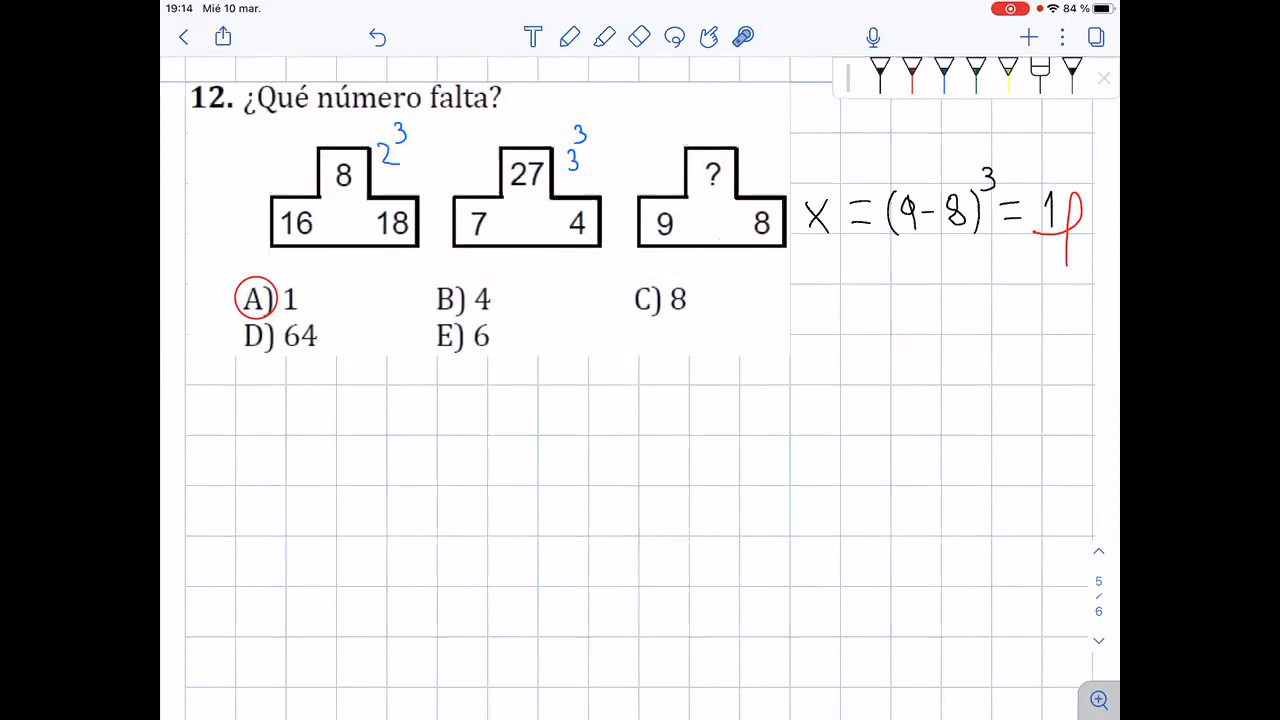 19:14 Mié 10 mar. 84 %
T
12. ¿Qué número falta?
8 2³ 27 3³ ?
16 18 7 4 9 8
x = (9-8)³ = 1
A) 1 B) 4 C) 8
D) 64 E) 6
5
/
6